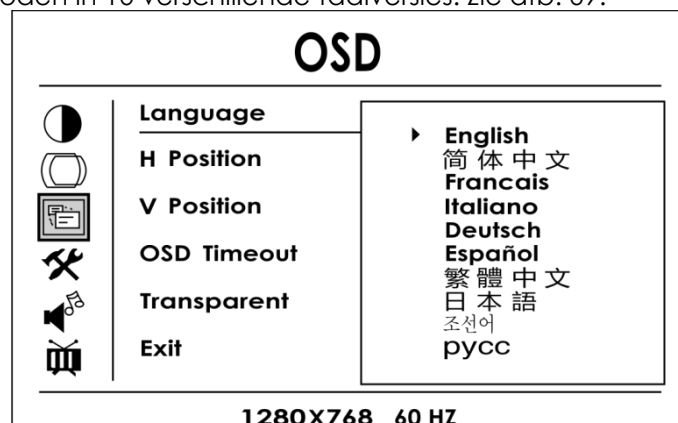 OSD
Language
H Position
V Position
OSD Timeout
Transparent
Exit
English
简体中文
Francais
Italiano
Deutsch
Español
繁體中文
日本語
조선어
русс
1280X768 60 HZ